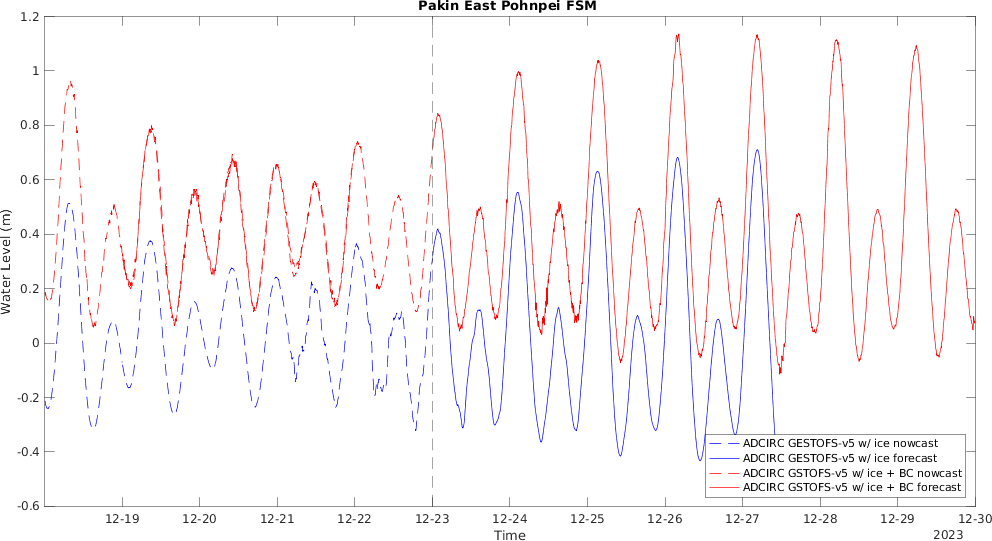 Pakin East Pohnpei FSM
1.2
1
0.8
0.6
0.4
0.2
0
-0.2
-0.4
-0.6
Water Level (m)
ADCIRC GESTOFS-v5 w/ ice nowcast
ADCIRC GESTOFS-v5 w/ ice forecast
ADCIRC GSTOFS-v5 w/ ice + BC nowcast
ADCIRC GSTOFS-v5 w/ ice + BC forecast
12-19 12-20 12-21 12-22 12-23 12-24 12-25 12-26 12-27 12-28 12-29 12-30
Time
2023